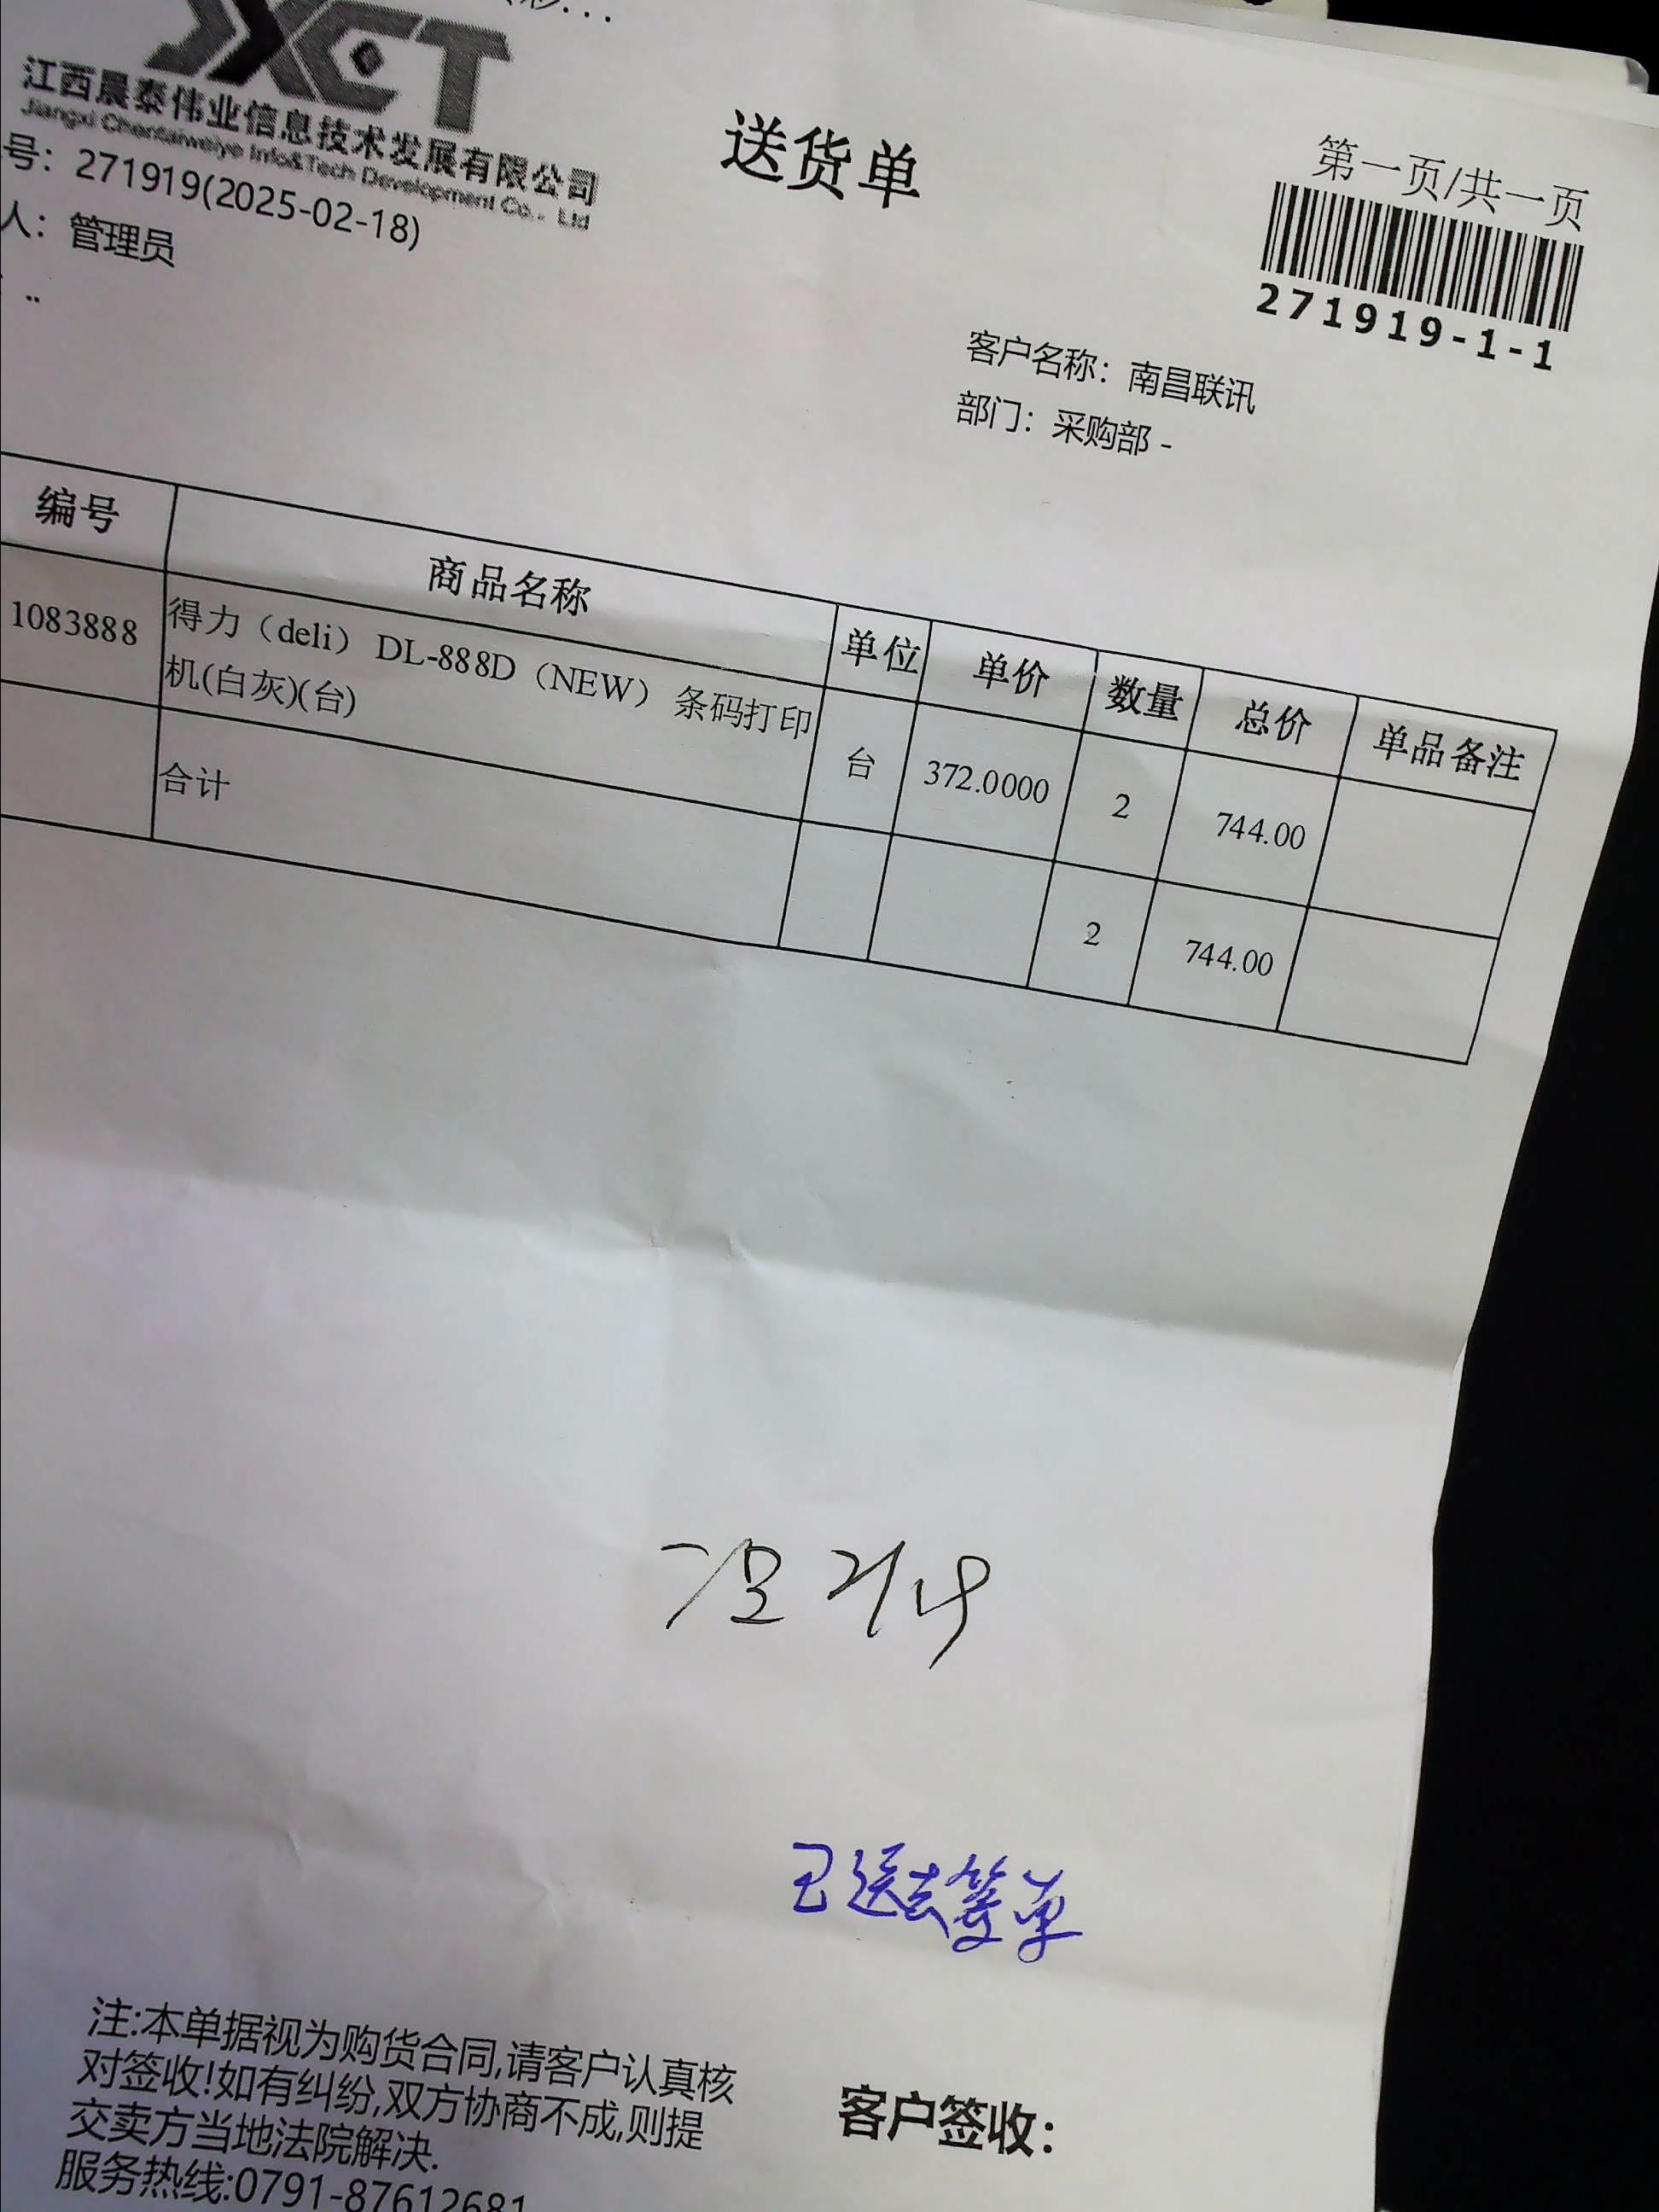 XCT
江西晨泰伟业信息技术发展有限公司
Jiangxi Chentaiweiye Info&Tech Development Co., Ltd
号：271919(2025-02-18)
人：管理员
送货单
第一页/共一页
271919-1-1
客户名称：南昌联讯
部门：采购部 -
编号 商品名称 单位 单价 数量 总价 单品备注
1083888 得力（deli）DL-888D（NEW）条码打印机(白灰)(台) 台 372.0000 2 744.00
合计 2 744.00
已送去签单
注:本单据视为购货合同,请客户认真核
对签收!如有纠纷,双方协商不成,则提
交卖方当地法院解决.
服务热线:0791-87612681
客户签收：